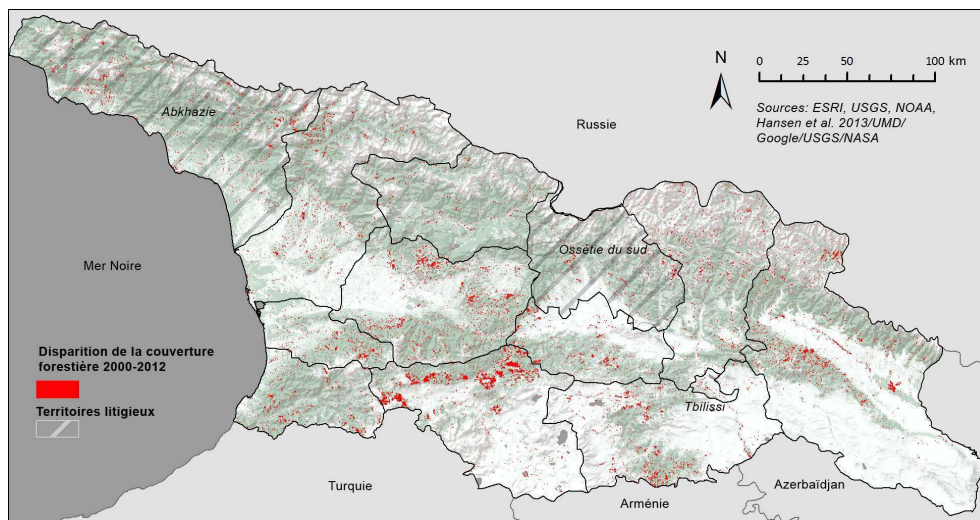 N
0 25 50 100 km
Sources: ESRI, USGS, NOAA,
Hansen et al. 2013/UMD/
Google/USGS/NASA
Russie
Abkhazie
Ossétie du sud
Mer Noire
Disparition de la couverture
forestière 2000-2012
Territoires litigieux
Tbilissi
Turquie
Arménie
Azerbaïdjan